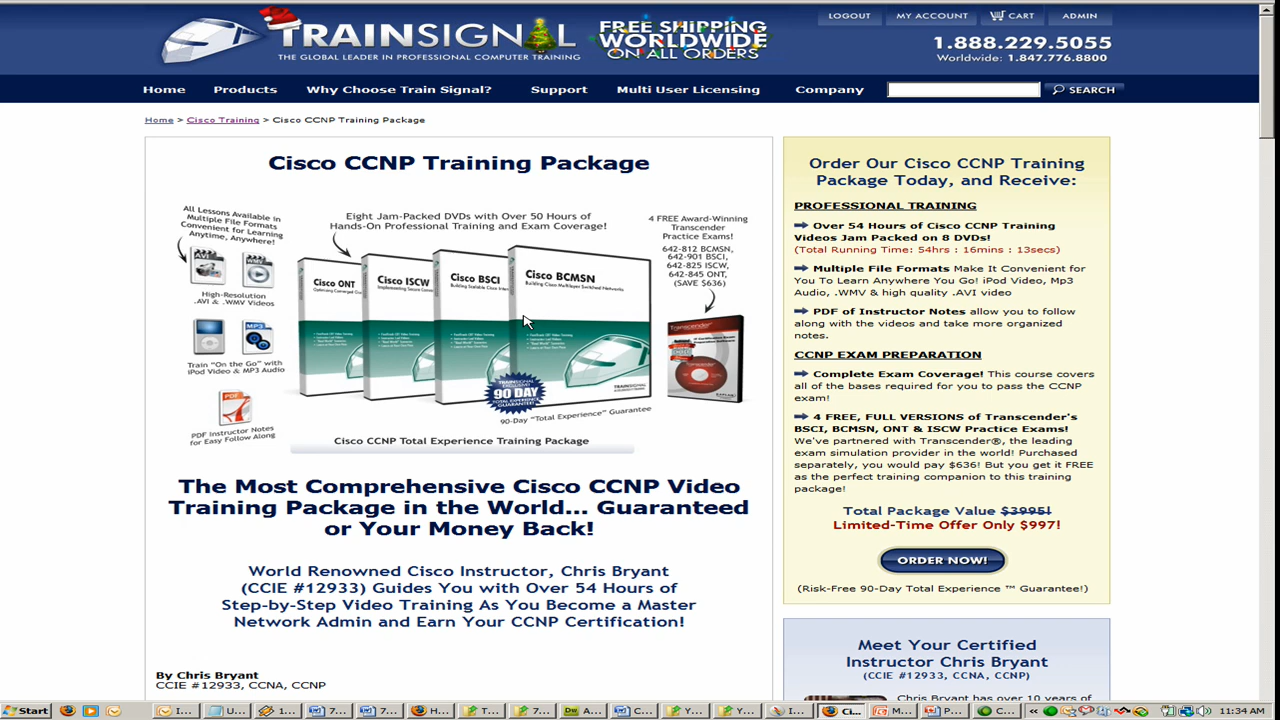 TRAINSIGNAL
THE GLOBAL LEADER IN PROFESSIONAL COMPUTER TRAINING
FREE SHIPPING
WORLDWIDE
ON ALL ORDERS
LOGOUT MY ACCOUNT CART ADMIN
1.888.229.5055
Worldwide: 1.847.776.8800
Home Products Why Choose Train Signal? Support Multi User Licensing Company SEARCH
Home > Cisco Training > Cisco CCNP Training Package
Cisco CCNP Training Package
All Lessons Available in
Multiple File Formats
Convenient for Learning
Anytime, Anywhere!
Eight Jam-Packed DVDs with Over 50 Hours of
Hands-On Professional Training and Exam Coverage!
4 FREE Award-Winning
Transcender
Practice Exams!
642-812 BCMSN,
642-901 BSCI,
642-825 ISCW,
642-845 ONT,
(SAVE $636)
AVI
WMV
High-Resolution
.AVI & .WMV Videos
MP3
Train "On the Go" with
iPod Video & MP3 Audio
PDF
PDF Instructor Notes
for Easy Follow Along
Cisco ONT
Cisco ISCW
Cisco BSCI
Cisco BCMSN
Building Cisco Multilayer Switched Networks
Transcender
TRAINSIGNAL
90 DAY
90-Day "Total Experience" Guarantee
Cisco CCNP Total Experience Training Package
The Most Comprehensive Cisco CCNP Video
Training Package in the World... Guaranteed
or Your Money Back!
World Renowned Cisco Instructor, Chris Bryant
(CCIE #12933) Guides You with Over 54 Hours of
Step-by-Step Video Training As You Become a Master
Network Admin and Earn Your CCNP Certification!
By Chris Bryant
CCIE #12933, CCNA, CCNP
Order Our Cisco CCNP Training
Package Today, and Receive:
PROFESSIONAL TRAINING
Over 54 Hours of Cisco CCNP Training
Videos Jam Packed on 8 DVDs!
(Total Running Time: 54hrs : 16mins : 13secs)
Multiple File Formats Make It Convenient for
You To Learn Anywhere You Go! iPod Video, Mp3
Audio, .WMV & high quality .AVI video
PDF of Instructor Notes allow you to follow
along with the videos and take more organized
notes.
CCNP EXAM PREPARATION
Complete Exam Coverage! This course covers
all of the bases required for you to pass the CCNP
exam!
4 FREE, FULL VERSIONS of Transcender's
BSCI, BCMSN, ONT & ISCW Practice Exams!
We've partnered with Transcender®, the leading
exam simulation provider in the world! Purchased
separately, you would pay $636! But you get it FREE
as the perfect training companion to this training
package!
Total Package Value $3995!
Limited-Time Offer Only $997!
ORDER NOW!
(Risk-Free 90-Day Total Experience ™ Guarantee!)
Meet Your Certified
Instructor Chris Bryant
(CCIE #12933, CCNA, CCNP)
Chris Bryant has over 10 years of
Start I... U... 1... 7... 7... H... T... 7... A... C... Y... Y... I... Ci... M... P... C... 11:34 AM